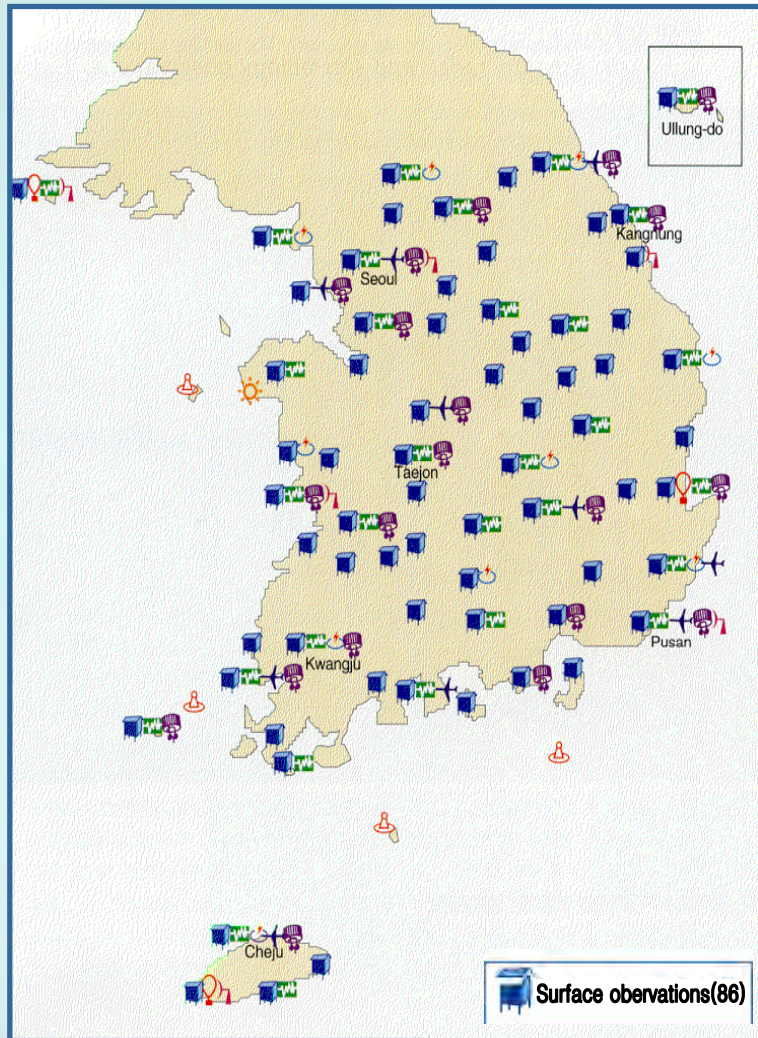 Ullung-do
Kangnung
Seoul
Taejon
Kwangju
Pusan
Cheju
Surface obervations(86)